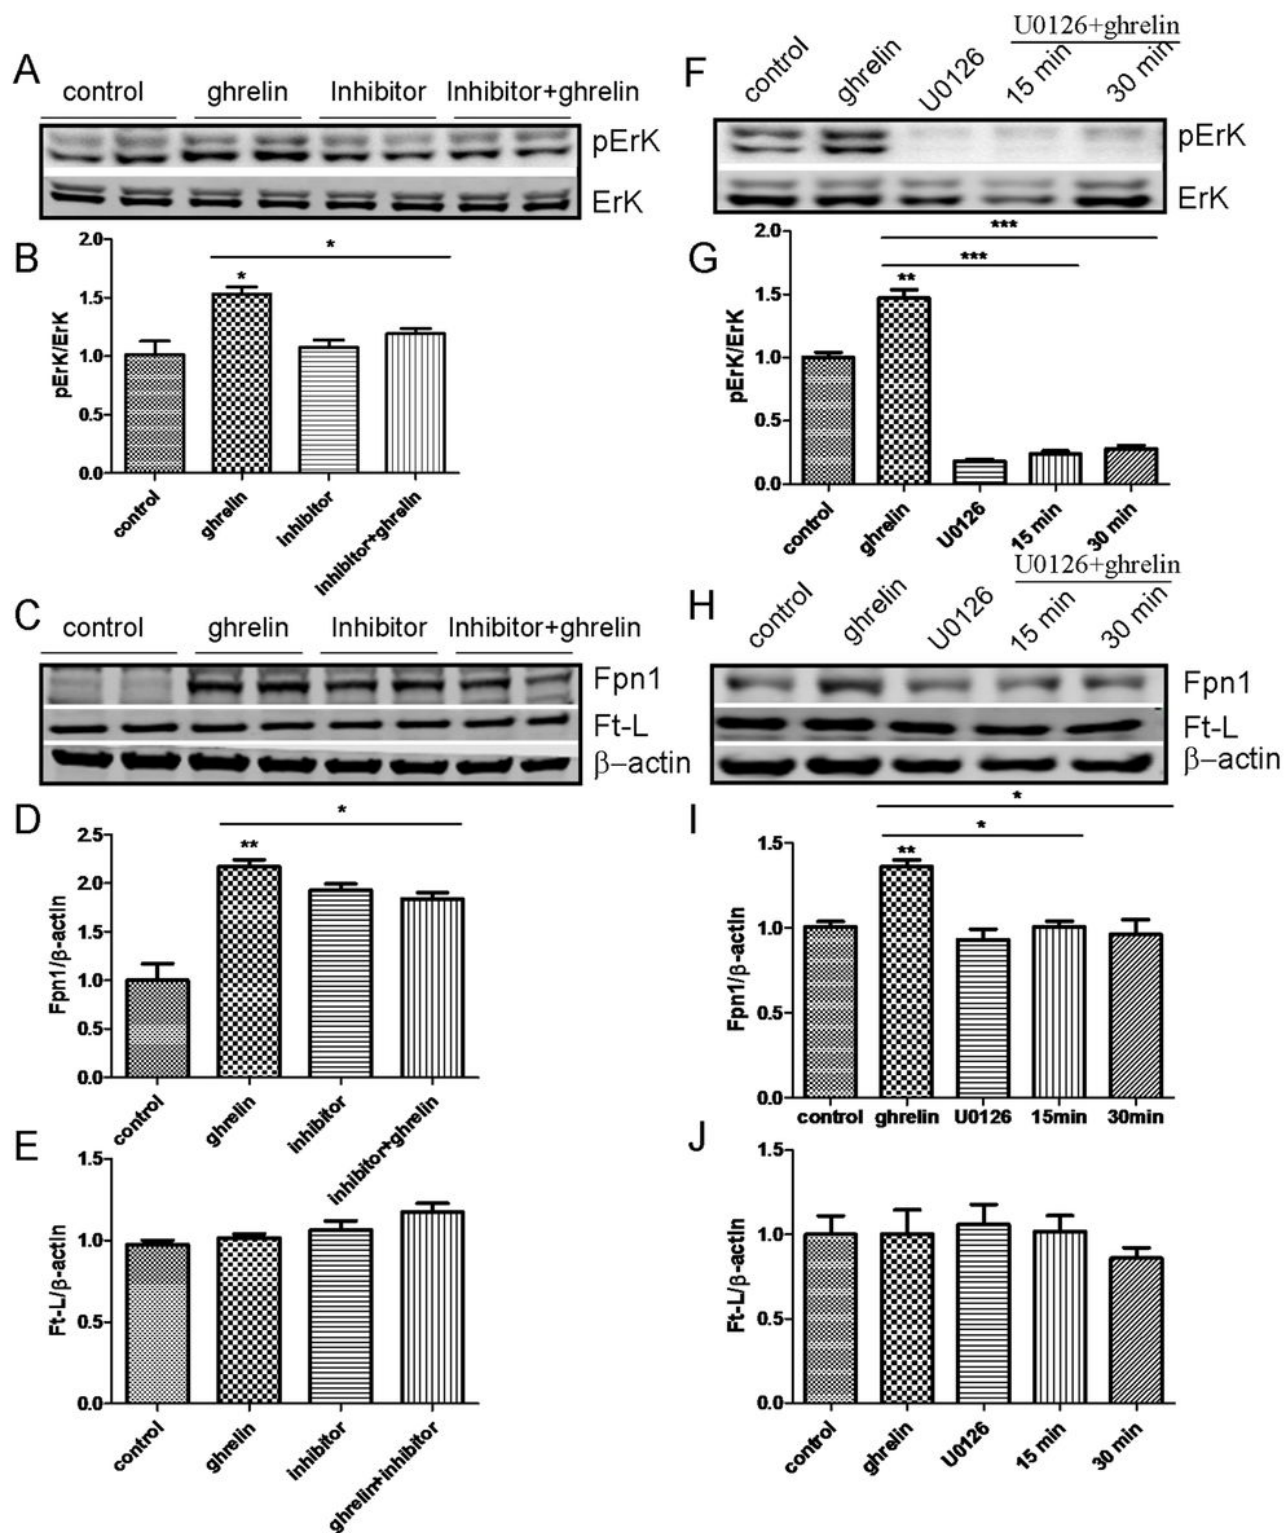 A
control ghrelin Inhibitor Inhibitor+ghrelin
pErK
ErK
B
2.0
1.5
1.0
0.5
0.0
pErK/ErK
*
*
control
ghrelin
Inhibitor
Inhibitor+ghrelin
C
control ghrelin Inhibitor Inhibitor+ghrelin
Fpn1
Ft-L
β–actin
D
2.5
2.0
1.5
1.0
0.5
0.0
Fpn1/β-actin
*
**
control
ghrelin
inhibitor
inhibitor+ghrelin
E
1.5
1.0
0.5
0.0
Ft-L/β-actin
control
ghrelin
inhibitor
ghrelin+inhibitor
F
U0126+ghrelin
control ghrelin U0126 15 min 30 min
pErK
ErK
G
2.0
1.5
1.0
0.5
0.0
pErK/ErK
***
***
**
control
ghrelin
U0126
15 min
30 min
H
U0126+ghrelin
control ghrelin U0126 15 min 30 min
Fpn1
Ft-L
β–actin
I
1.5
1.0
0.5
0.0
Fpn1/β-actin
*
*
**
control ghrelin U0126 15min 30min
J
1.5
1.0
0.5
0.0
Ft-L/β-actin
control
ghrelin
U0126
15 min
30 min